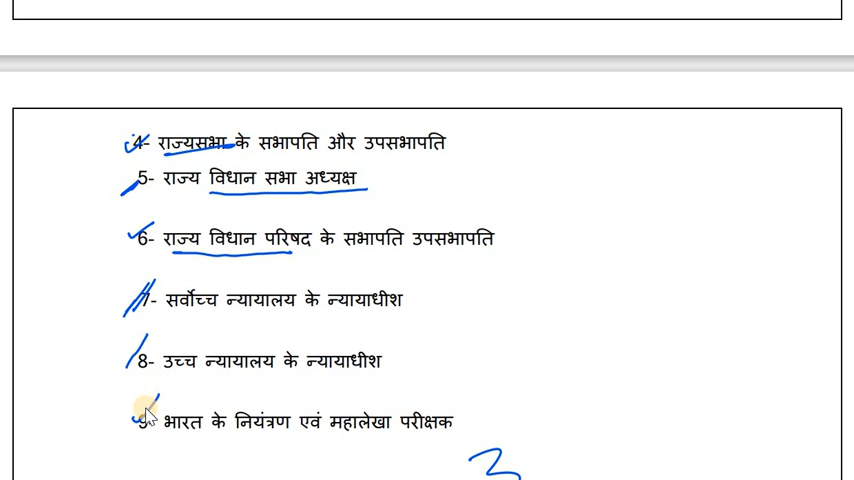 4- राज्यसभा के सभापति और उपसभापति
5- राज्य विधान सभा अध्यक्ष
6- राज्य विधान परिषद के सभापति उपसभापति
7- सर्वोच्च न्यायालय के न्यायाधीश
8- उच्च न्यायालय के न्यायाधीश
9- भारत के नियंत्रण एवं महालेखा परीक्षक